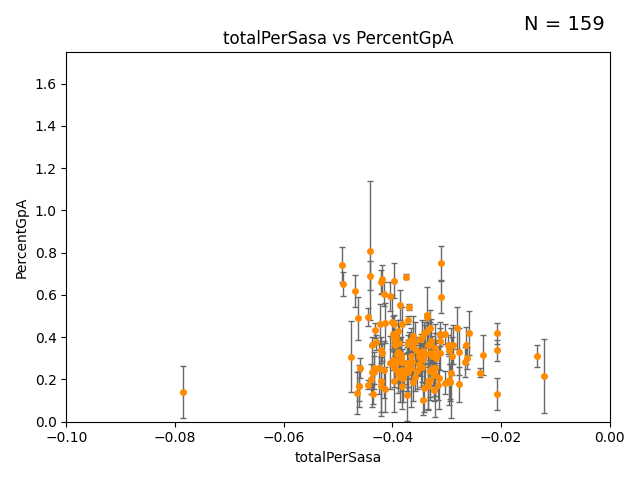 N = 159
totalPerSasa vs PercentGpA
PercentGpA
1.6
1.4
1.2
1.0
0.8
0.6
0.4
0.2
0.0
−0.10 −0.08 −0.06 −0.04 −0.02 0.00
totalPerSasa